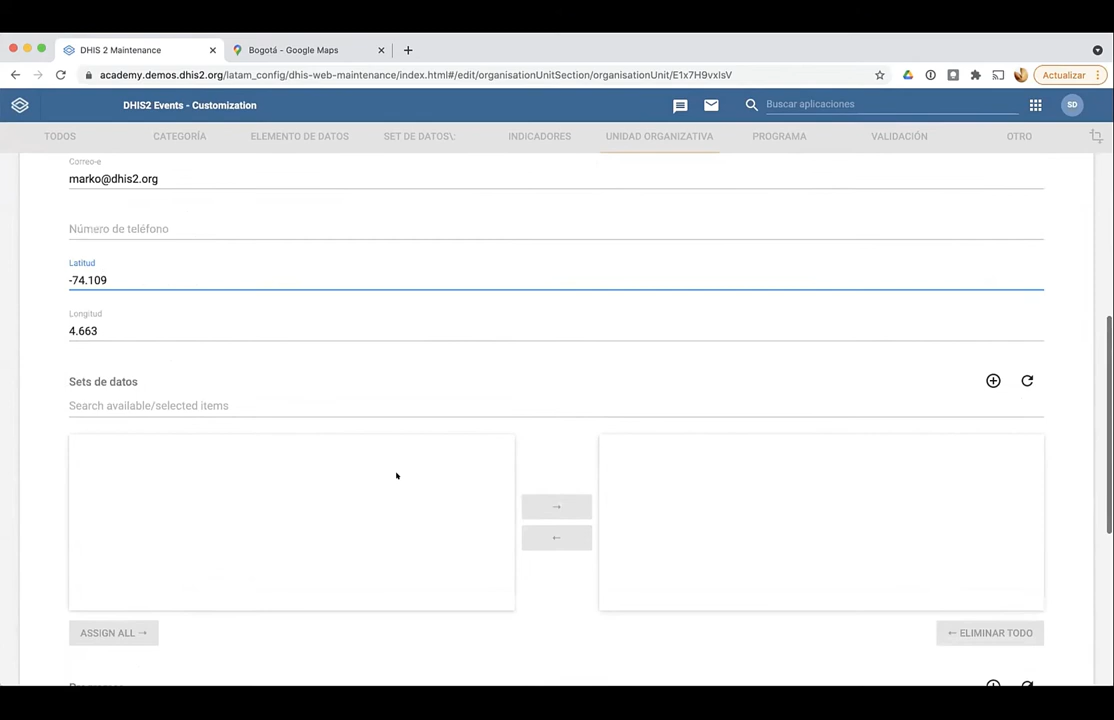 DHIS 2 Maintenance
Bogotá - Google Maps
academy.demos.dhis2.org/latam_config/dhis-web-maintenance/index.html#/edit/organisationUnitSection/organisationUnit/E1x7H9vxIsV
Actualizar
DHIS2 Events - Customization
Buscar aplicaciones
SD
TODOS
CATEGORÍA
ELEMENTO DE DATOS
SET DE DATOS\:
INDICADORES
UNIDAD ORGANIZATIVA
PROGRAMA
VALIDACIÓN
OTRO
Correo-e
marko@dhis2.org
Número de teléfono
Latitud
-74.109
Longitud
4.663
Sets de datos
Search available/selected items
→
←
ASSIGN ALL →
← ELIMINAR TODO